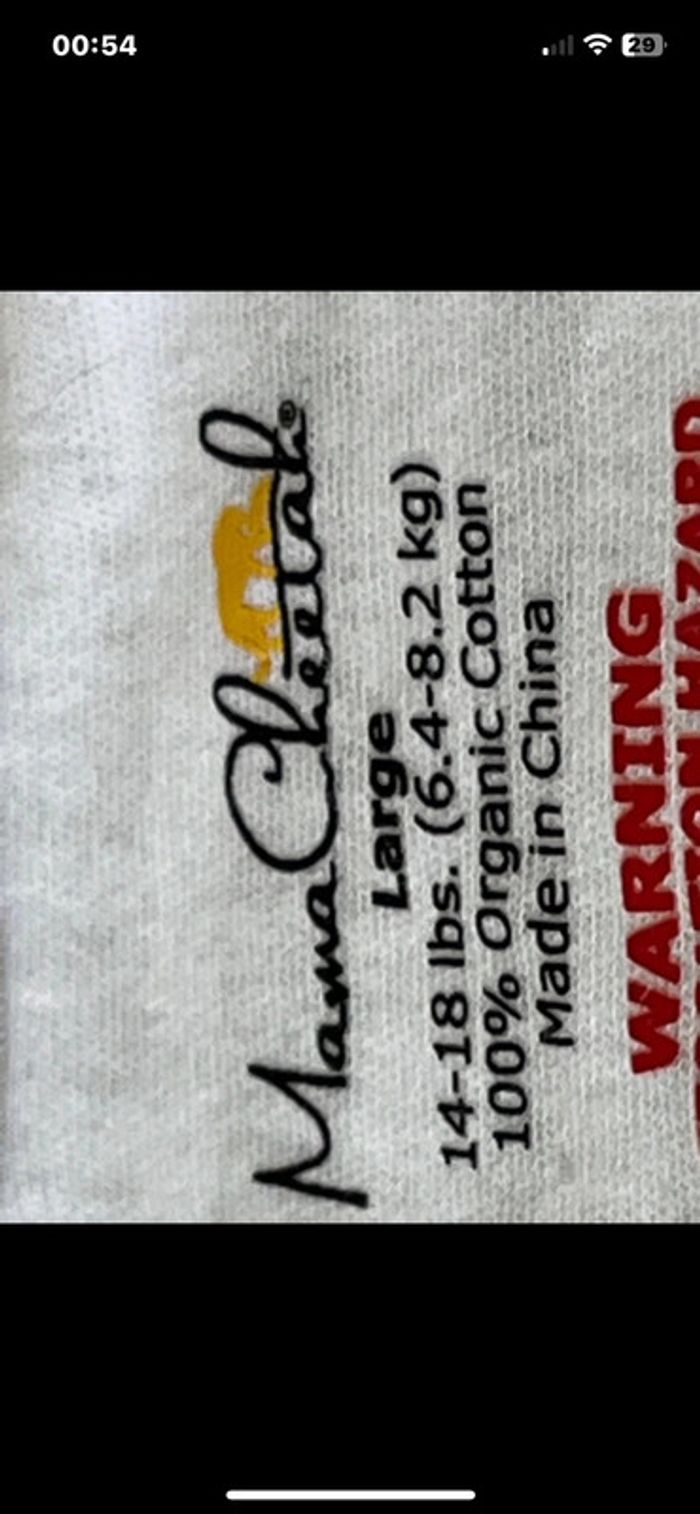 00:54
29
Mama Cheetah®
Large
14-18 lbs. (6.4-8.2 kg)
100% Organic Cotton
Made in China
WARNING
HAZARD